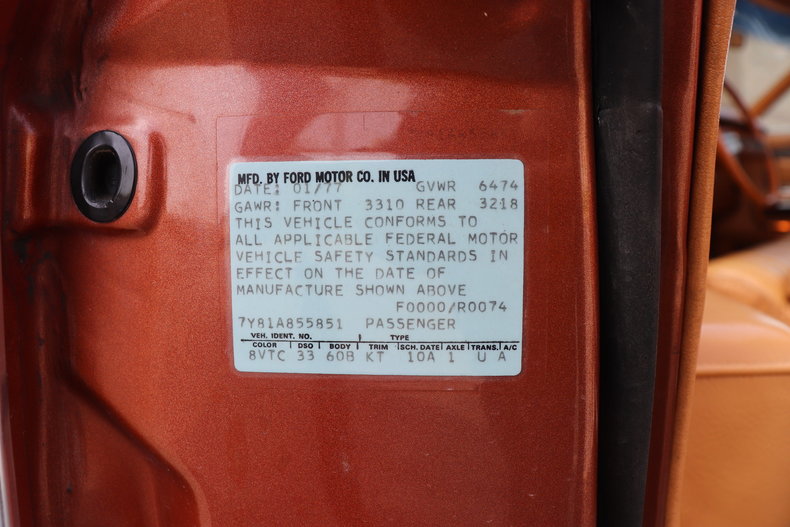 MFD. BY FORD MOTOR CO. IN USA
DATE: 01/77 GVWR 6474
GAWR: FRONT 3310 REAR 3218
THIS VEHICLE CONFORMS TO
ALL APPLICABLE FEDERAL MOTOR
VEHICLE SAFETY STANDARDS IN
EFFECT ON THE DATE OF
MANUFACTURE SHOWN ABOVE
F0000/R0074
7Y81A855851 PASSENGER
VEH. IDENT. NO. TYPE
COLOR DSO BODY TRIM SCH. DATE AXLE TRANS. A/C
8VTC 33 60B KT 10A 1 U A